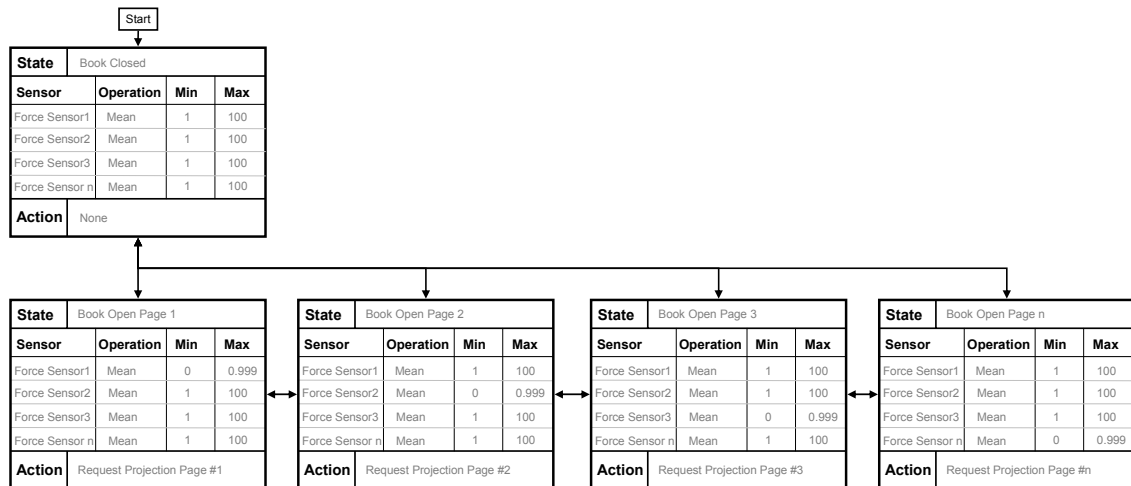 Start
State Book Closed
Sensor Operation Min Max
Force Sensor1 Mean 1 100
Force Sensor2 Mean 1 100
Force Sensor3 Mean 1 100
Force Sensor n Mean 1 100
Action None
State Book Open Page 1
Sensor Operation Min Max
Force Sensor1 Mean 0 0.999
Force Sensor2 Mean 1 100
Force Sensor3 Mean 1 100
Force Sensor n Mean 1 100
Action Request Projection Page #1
State Book Open Page 2
Sensor Operation Min Max
Force Sensor1 Mean 1 100
Force Sensor2 Mean 0 0.999
Force Sensor3 Mean 1 100
Force Sensor n Mean 1 100
Action Request Projection Page #2
State Book Open Page 3
Sensor Operation Min Max
Force Sensor1 Mean 1 100
Force Sensor2 Mean 1 100
Force Sensor3 Mean 0 0.999
Force Sensor n Mean 1 100
Action Request Projection Page #3
State Book Open Page n
Sensor Operation Min Max
Force Sensor1 Mean 1 100
Force Sensor2 Mean 1 100
Force Sensor3 Mean 1 100
Force Sensor n Mean 0 0.999
Action Request Projection Page #n